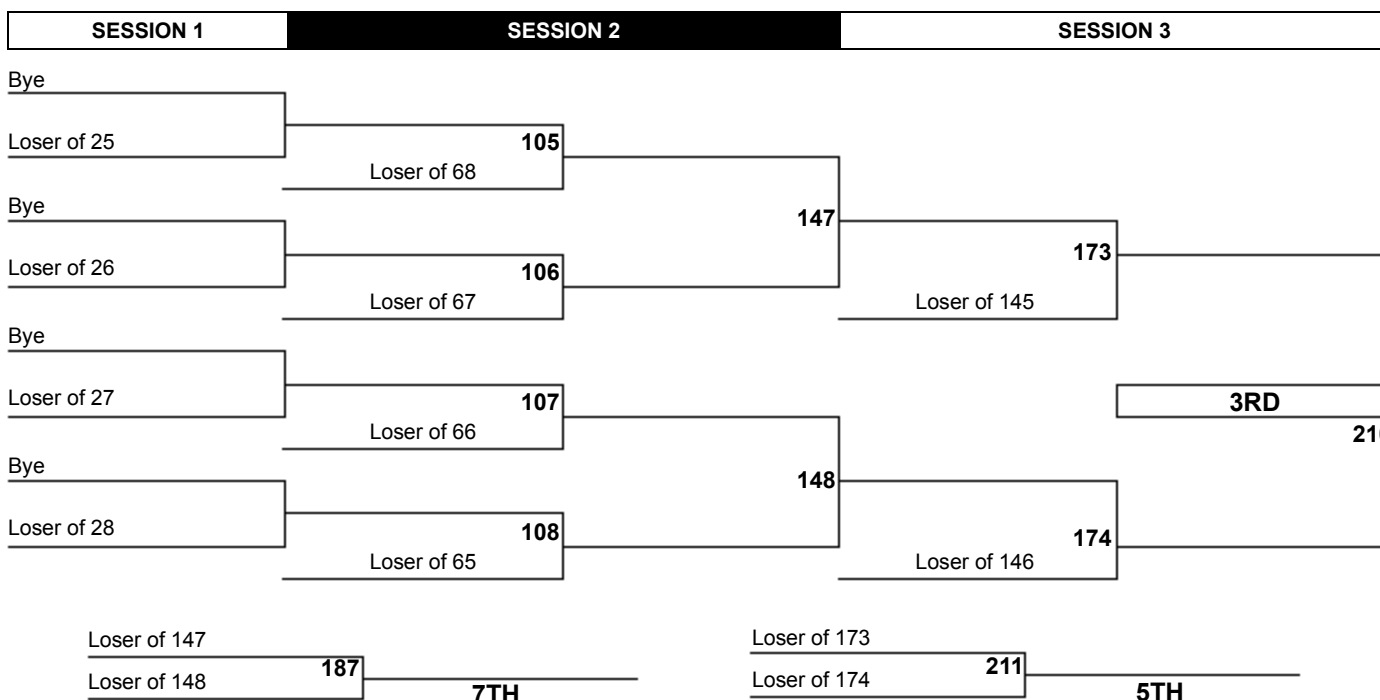 SESSION 1 SESSION 2 SESSION 3
Bye
Loser of 25
105
Loser of 68
Bye
147
173
Loser of 26
106
Loser of 67
Loser of 145
Bye
Loser of 27
107
3RD
Loser of 66
Bye
148
Loser of 28
108
174
Loser of 65
Loser of 146
Loser of 147
187
Loser of 148
7TH
Loser of 173
211
Loser of 174
5TH